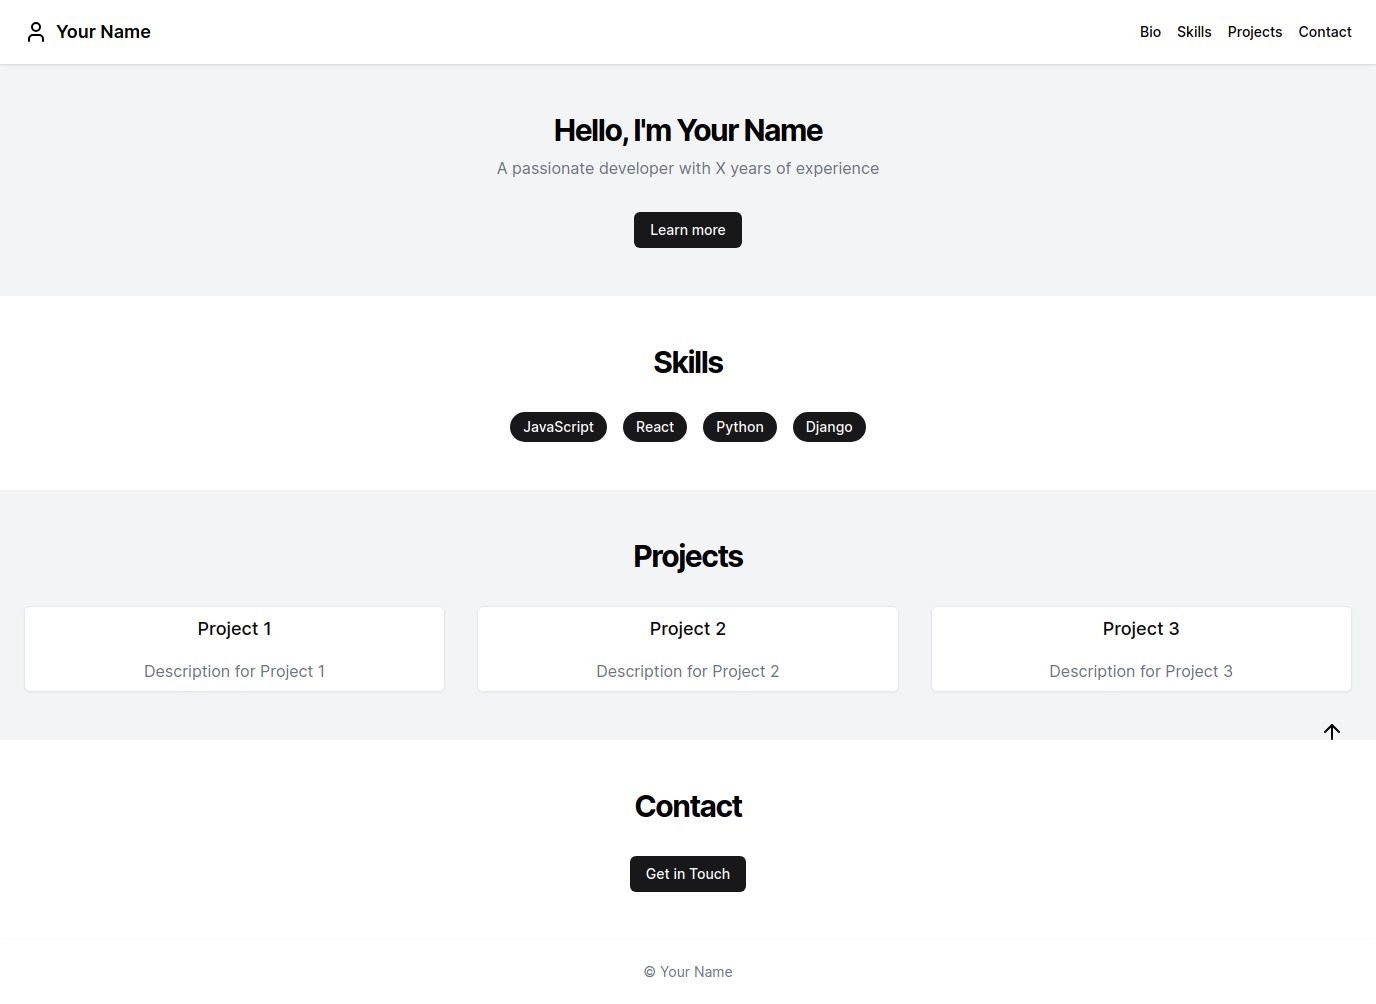 Your Name
Bio Skills Projects Contact
Hello, I'm Your Name
A passionate developer with X years of experience
Learn more
Skills
JavaScript React Python Django
Projects
Project 1
Description for Project 1
Project 2
Description for Project 2
Project 3
Description for Project 3
Contact
Get in Touch
© Your Name